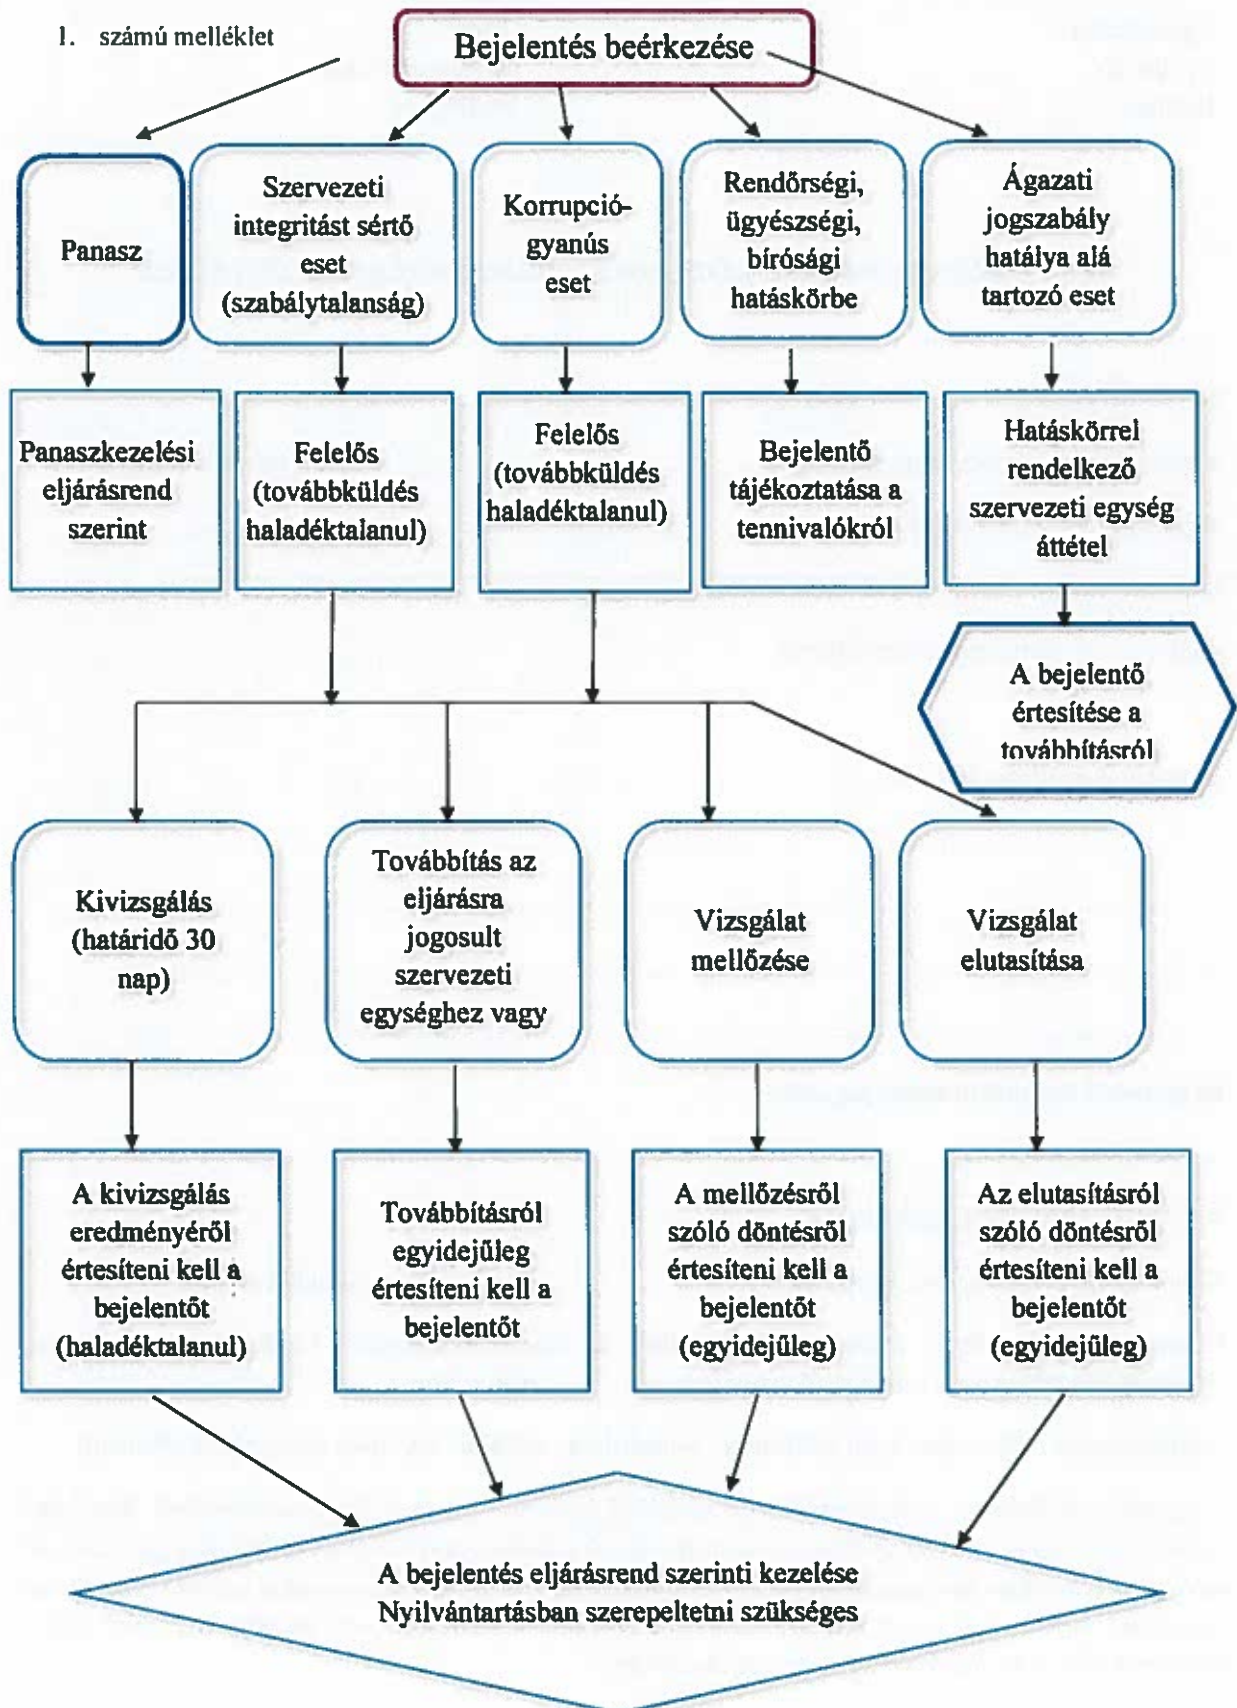 1. számú melléklet
Bejelentés beérkezése
Panasz
Szervezeti
integritást sértő
eset
(szabálytalanság)
Korrupció-
gyanús
eset
Rendőrségi,
ügyészségi,
bírósági
hatáskörbe
Ágazati
jogszabály
hatálya alá
tartozó eset
Panaszkezelési
eljárásrend
szerint
Felelős
(továbbküldés
haladéktalanul)
Felelős
(továbbküldés
haladéktalanul)
Bejelentő
tájékoztatása a
tennivalókról
Hatáskörrel
rendelkező
szervezeti egység
áttétel
A bejelentő
értesítése a
továbbításról
Kivizsgálás
(határidő 30
nap)
Továbbítás az
eljárásra
jogosult
szervezeti
egységhez vagy
Vizsgálat
mellőzése
Vizsgálat
elutasítása
A kivizsgálás
eredményéről
értesíteni kell a
bejelentőt
(haladéktalanul)
Továbbításról
egyidejűleg
értesíteni kell a
bejelentőt
A mellőzésről
szóló döntésről
értesíteni kell a
bejelentőt
(egyidejűleg)
Az elutasításról
szóló döntésről
értesíteni kell a
bejelentőt
(egyidejűleg)
A bejelentés eljárásrend szerinti kezelése
Nyilvántartásban szerepeltetni szükséges